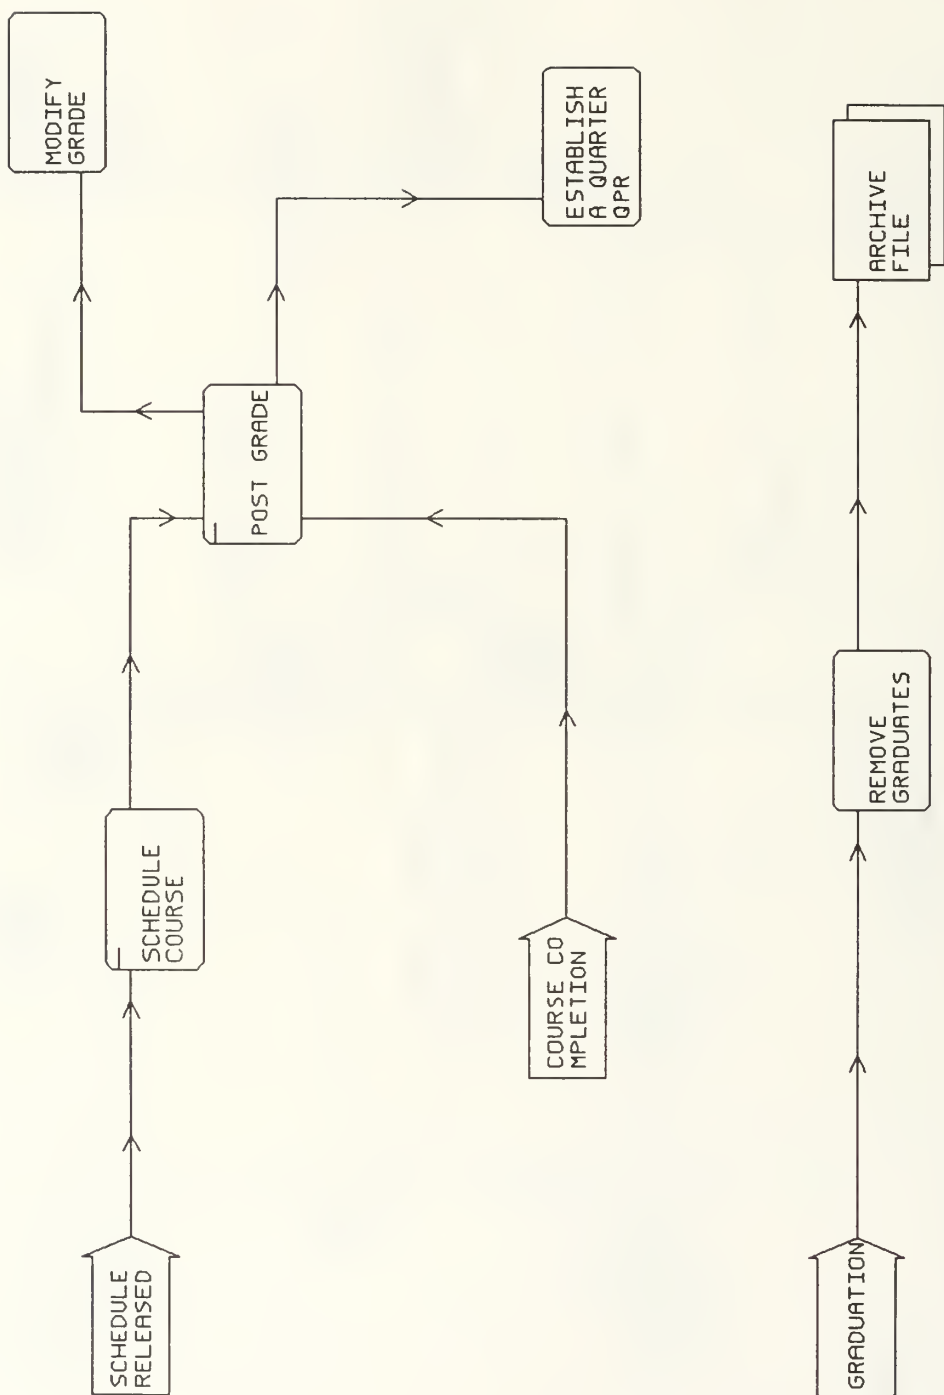 SCHEDULE
RELEASED
SCHEDULE
COURSE
POST GRADE
MODIFY
GRADE
ESTABLISH
A QUARTER
QPR
COURSE CO
MPLETION
GRADUATION
REMOVE
GRADUATES
ARCHIVE
FILE